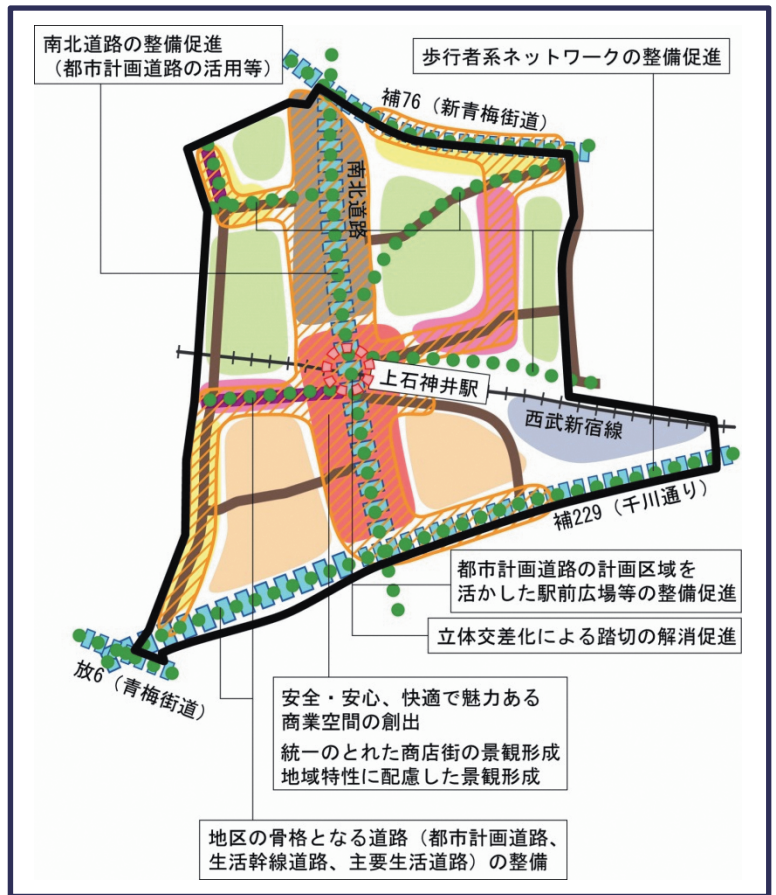 南北道路の整備促進
（都市計画道路の活用等）
歩行者系ネットワークの整備促進
補76（新青梅街道）
南北道路
上石神井駅
西武新宿線
補229（千川通り）
放6（青梅街道）
都市計画道路の計画区域を
活かした駅前広場等の整備促進
立体交差化による踏切の解消促進
安全・安心、快適で魅力ある
商業空間の創出
統一のとれた商店街の景観形成
地域特性に配慮した景観形成
地区の骨格となる道路（都市計画道路、
生活幹線道路、主要生活道路）の整備